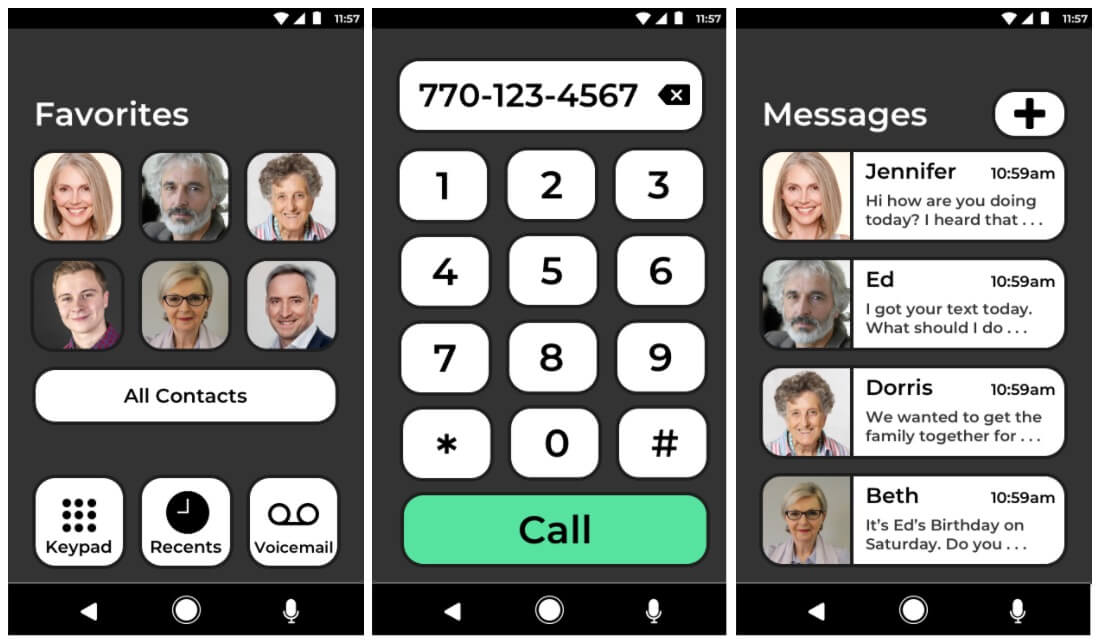 11:57
Favorites
All Contacts
Keypad
Recents
Voicemail
11:57
770-123-4567
1
2
3
4
5
6
7
8
9
*
0
#
Call
11:57
Messages
Jennifer
10:59am
Hi how are you doing
today? I heard that . . .
Ed
10:59am
I got your text today.
What should I do . . .
Dorris
10:59am
We wanted to get the
family together for . . .
Beth
10:59am
It’s Ed’s Birthday on
Saturday. Do you . . .